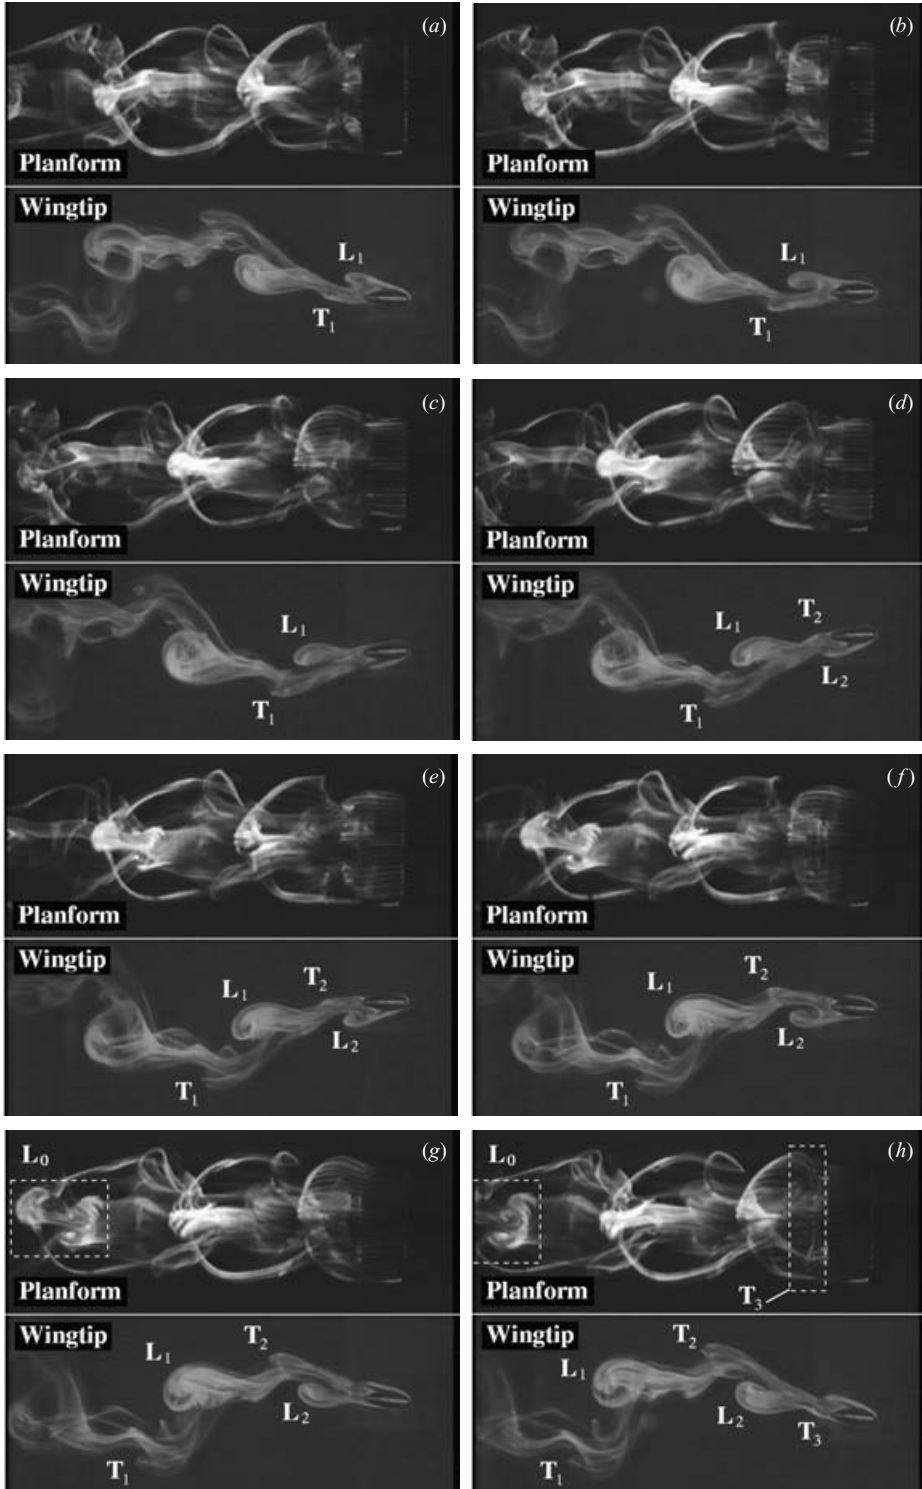 (a)
Planform
Wingtip
L1
T1
(b)
Planform
Wingtip
L1
T1
(c)
Planform
Wingtip
L1
T1
(d)
Planform
Wingtip
L1
T2
L2
T1
(e)
Planform
Wingtip
L1
T2
L2
T1
(f)
Planform
Wingtip
L1
T2
L2
T1
(g)
L0
Planform
Wingtip
L1
T2
L2
T1
(h)
L0
Planform
T3
Wingtip
L1
T2
L2
T3
T1